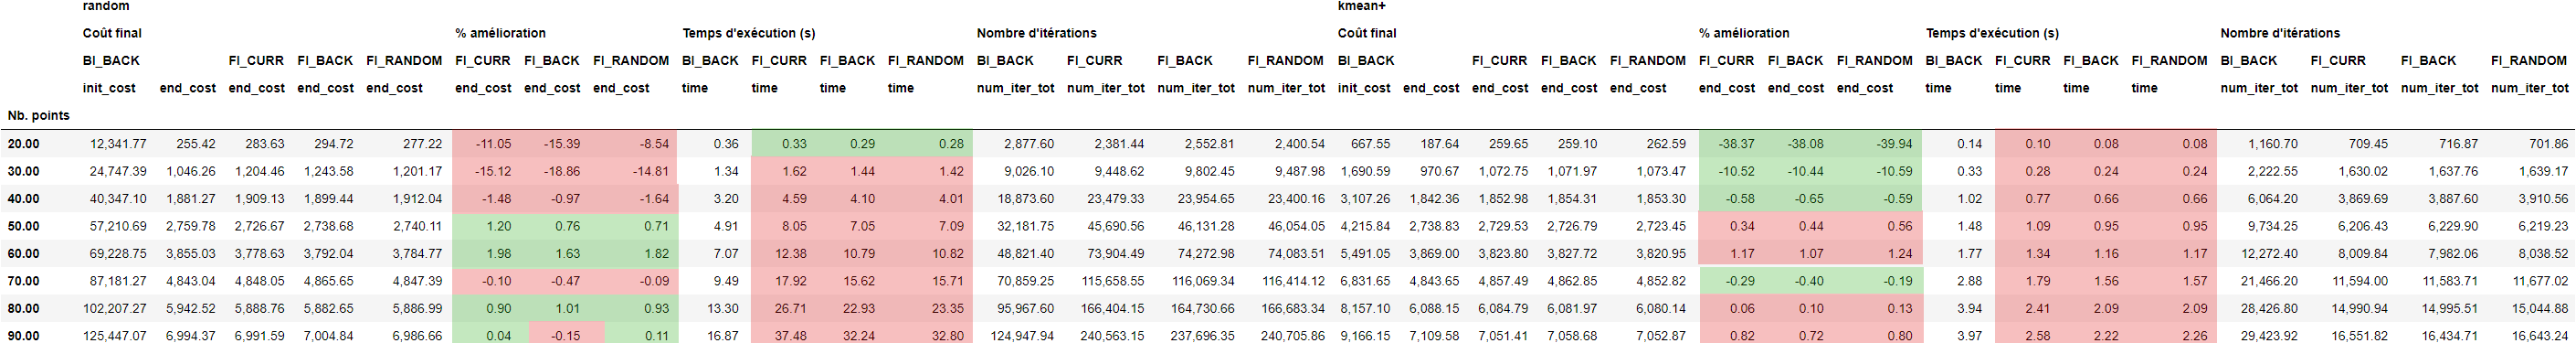 random kmean+
Coût final % amélioration Temps d'exécution (s) Nombre d'itérations Coût final % amélioration Temps d'exécution (s) Nombre d'itérations
BI_BACK FI_CURR FI_BACK FI_RANDOM FI_CURR FI_BACK FI_RANDOM BI_BACK FI_CURR FI_BACK FI_RANDOM BI_BACK FI_CURR FI_BACK FI_RANDOM BI_BACK FI_CURR FI_BACK FI_RANDOM FI_CURR FI_BACK FI_RANDOM BI_BACK FI_CURR FI_BACK FI_RANDOM BI_BACK FI_CURR FI_BACK FI_RANDOM
init_cost end_cost end_cost end_cost end_cost end_cost end_cost end_cost time time time time num_iter_tot num_iter_tot num_iter_tot num_iter_tot init_cost end_cost end_cost end_cost end_cost end_cost end_cost end_cost time time time time num_iter_tot num_iter_tot num_iter_tot num_iter_tot
Nb. points
20.00 12,341.77 255.42 283.63 294.72 277.22 -11.05 -15.39 -8.54 0.36 0.33 0.29 0.28 2,877.60 2,381.44 2,552.81 2,400.54 667.55 187.64 259.65 259.10 262.59 -38.37 -38.08 -39.94 0.14 0.10 0.08 0.08 1,160.70 709.45 716.87 701.86
30.00 24,747.39 1,046.26 1,204.46 1,243.58 1,201.17 -15.12 -18.86 -14.81 1.34 1.62 1.44 1.42 9,026.10 9,448.62 9,802.45 9,487.98 1,690.59 970.67 1,072.75 1,071.97 1,073.47 -10.52 -10.44 -10.59 0.33 0.28 0.24 0.24 2,222.55 1,630.02 1,637.76 1,639.17
40.00 40,347.10 1,881.27 1,909.13 1,899.44 1,912.04 -1.48 -0.97 -1.64 3.20 4.59 4.10 4.01 18,873.60 23,479.33 23,954.65 23,400.16 3,107.26 1,842.36 1,852.98 1,854.31 1,853.30 -0.58 -0.65 -0.59 1.02 0.77 0.66 0.66 6,064.20 3,869.69 3,887.60 3,910.56
50.00 57,210.69 2,759.78 2,726.67 2,738.68 2,740.11 1.20 0.76 0.71 4.91 8.05 7.05 7.09 32,181.75 45,690.56 46,131.28 46,054.05 4,215.84 2,738.83 2,729.53 2,726.79 2,723.45 0.34 0.44 0.56 1.48 1.09 0.95 0.95 9,734.25 6,206.43 6,229.90 6,219.23
60.00 69,228.75 3,855.03 3,778.63 3,792.04 3,784.77 1.98 1.63 1.82 7.07 12.38 10.79 10.82 48,821.40 73,904.49 74,272.98 74,083.51 5,491.05 3,869.00 3,823.80 3,827.72 3,820.95 1.17 1.07 1.24 1.77 1.34 1.16 1.17 12,272.40 8,009.84 7,982.06 8,038.52
70.00 87,181.27 4,843.04 4,848.05 4,865.75 4,847.39 -0.10 -0.47 -0.09 9.49 17.92 15.62 15.71 70,859.25 115,658.55 116,069.34 116,414.12 6,831.65 4,843.65 4,857.49 4,862.85 4,852.82 -0.29 -0.40 -0.19 2.88 1.79 1.56 1.57 21,466.20 11,594.00 11,583.71 11,677.02
80.00 102,207.27 5,942.52 5,888.76 5,882.65 5,886.99 0.90 1.01 0.93 13.30 26.71 22.93 23.35 95,967.60 166,404.15 164,730.66 166,683.34 8,157.10 6,088.15 6,084.79 6,081.97 6,080.14 0.06 0.10 0.13 3.94 2.41 2.09 2.09 28,426.80 14,990.94 14,995.51 15,044.88
90.00 125,447.07 6,994.37 6,991.59 7,004.84 6,986.66 0.04 -0.15 0.11 16.87 37.48 32.24 32.80 124,947.94 240,563.15 237,696.35 240,705.86 9,166.15 7,109.58 7,051.41 7,058.68 7,052.87 0.82 0.72 0.80 3.97 2.58 2.22 2.26 29,423.92 16,551.82 16,434.71 16,643.24